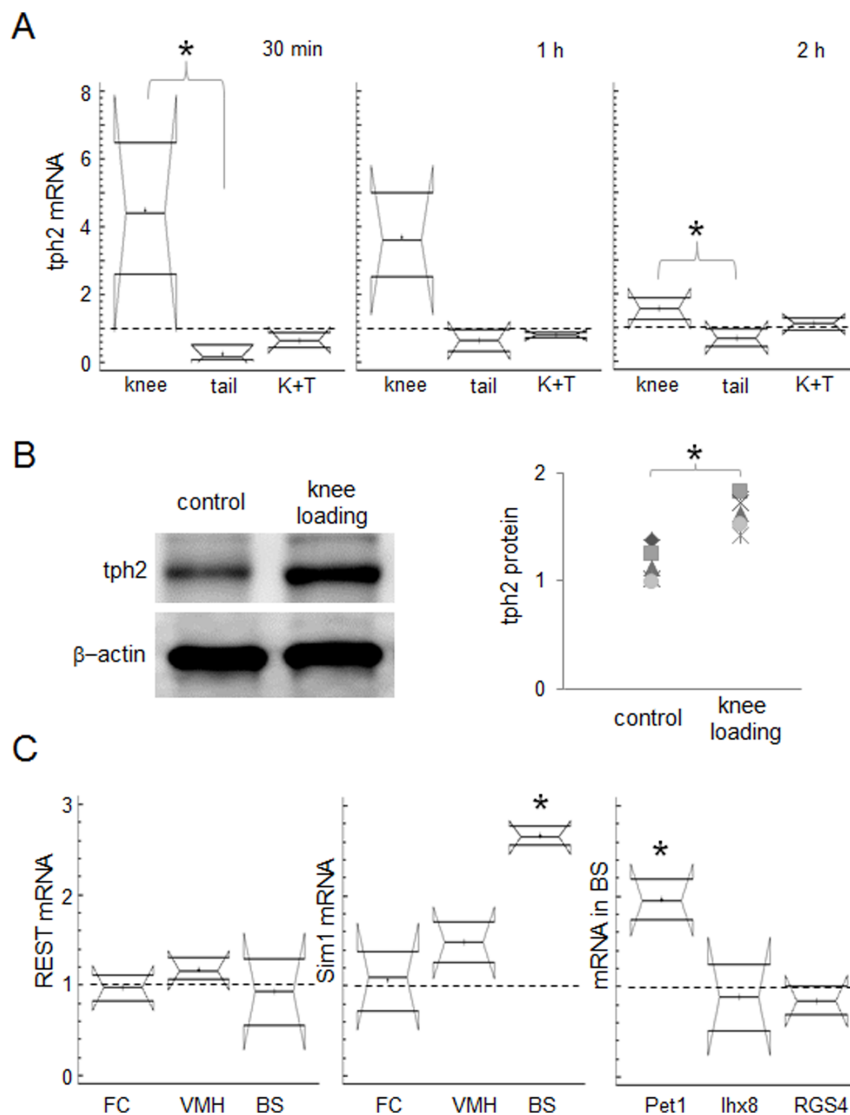 A
* 30 min 1 h 2 h
8
6
4
2
0
tph2 mRNA
*
knee tail K+T knee tail K+T knee tail K+T
B
control knee loading
tph2
β–actin
*
2
1
0
tph2 protein
control knee loading
C
3
2
1
0
REST mRNA
FC VMH BS
*
Sim1 mRNA
FC VMH BS
*
mRNA in BS
Pet1 lhx8 RGS4